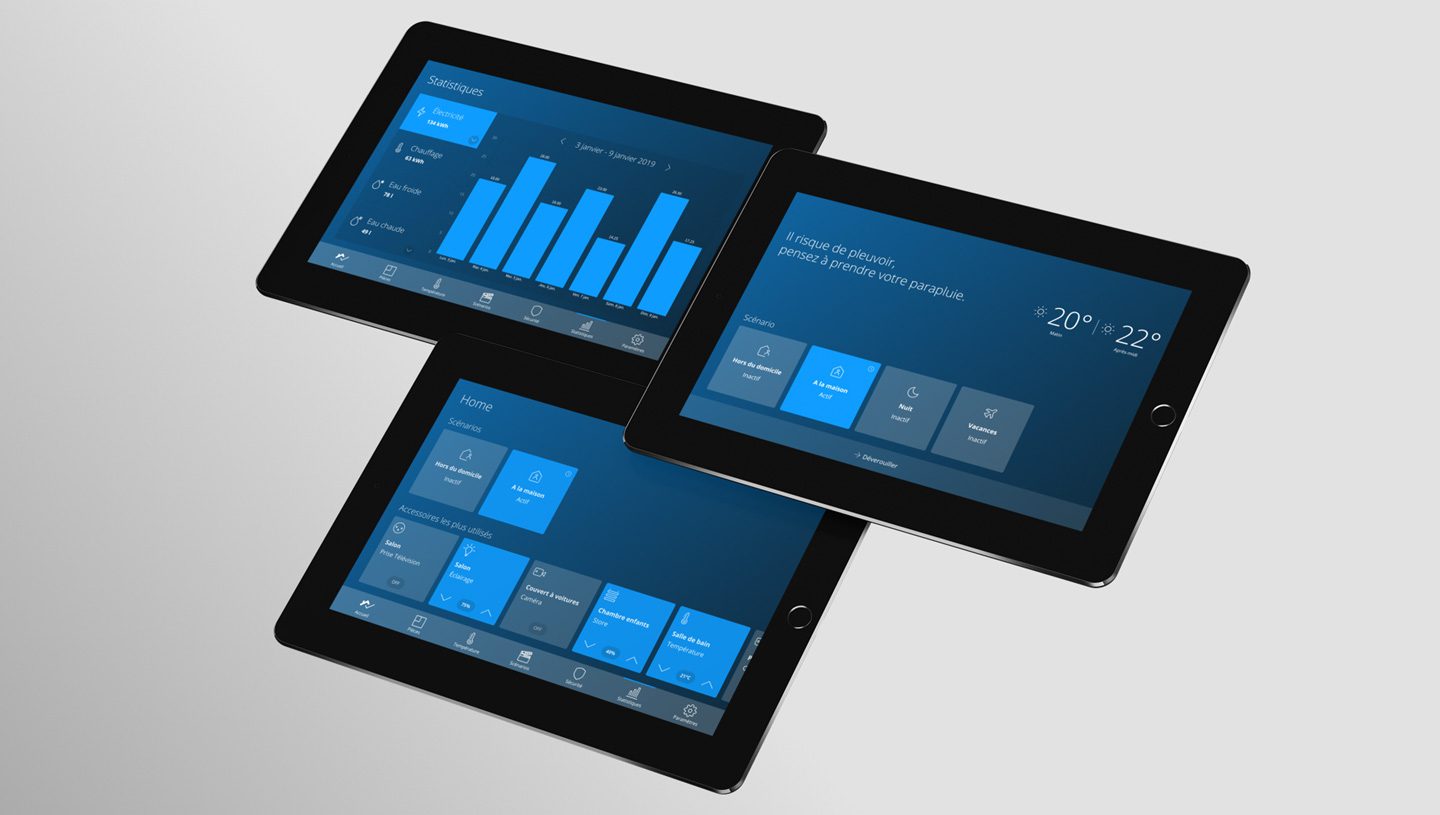 Statistiques
Électricité
134 kWh
Chauffage
63 kWh
Eau froide
78 l
Eau chaude
49 l
3 janvier - 9 janvier 2019
Accueil
Pièces
Température
Scénarios
Sécurité
Statistiques
Paramètres
Il risque de pleuvoir,
pensez à prendre votre parapluie.
20° 22°
Matin Après-midi
Scénario
Hors du domicile
Inactif
A la maison
Actif
Nuit
Inactif
Vacances
Inactif
→ Déverouiller
Home
Scénarios
Hors du domicile
Inactif
A la maison
Actif
Accessoires les plus utilisés
Salon
Prise Télévision
OFF
Salon
Éclairage
75%
Couvert à voitures
Caméra
OFF
Chambre enfants
Store
40%
Salle de bain
Température
21°C
Accueil
Pièces
Température
Scénarios
Sécurité
Statistiques
Paramètres